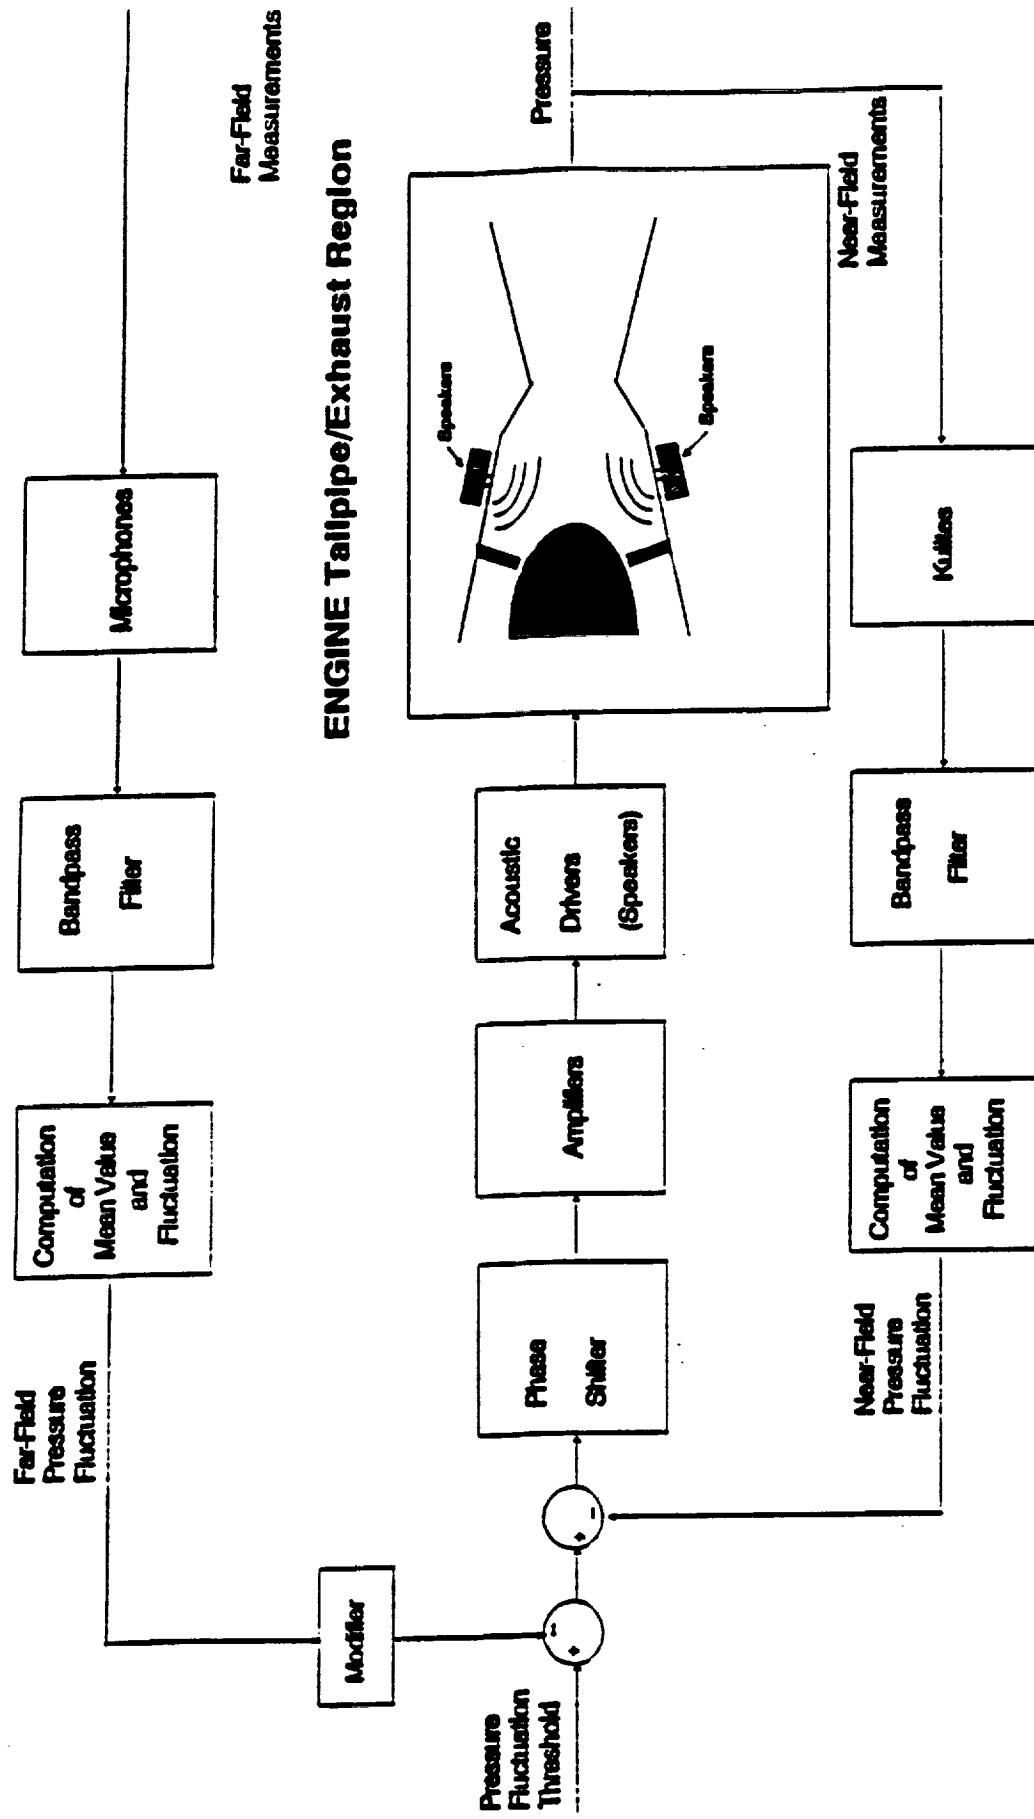 Far-Field
Measurements
Microphones
Bandpass
Filter
Computation
of
Mean Value
and
Fluctuation
Far-Field
Pressure
Fluctuation
Modifier
ENGINE Tailpipe/Exhaust Region
Pressure
Fluctuation
Threshold
+
-
+
-
Phase
Shifter
Amplifiers
Acoustic
Drivers
(Speakers)
Speakers
Speakers
Pressure
Near-Field
Measurements
Kulites
Bandpass
Filter
Computation
of
Mean Value
and
Fluctuation
Near-Field
Pressure
Fluctuation